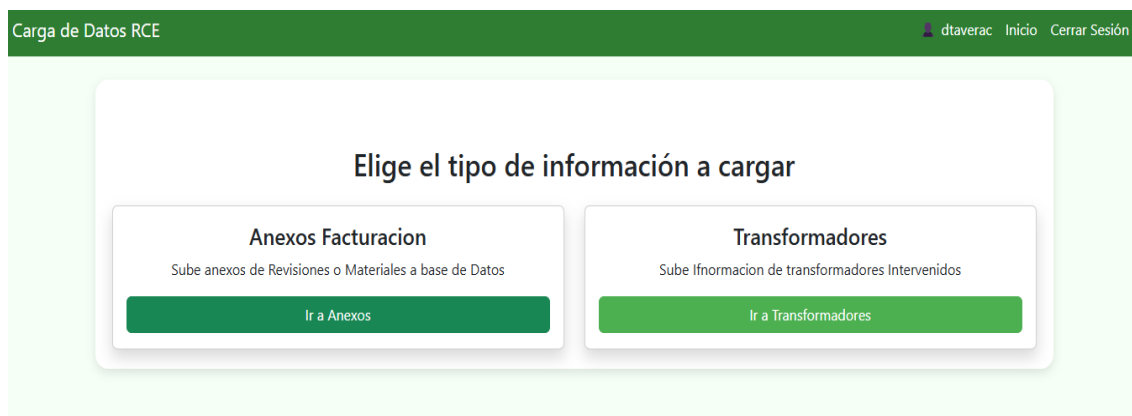 Carga de Datos RCE
dtaverac Inicio Cerrar Sesión
Elige el tipo de información a cargar
Anexos Facturacion
Sube anexos de Revisiones o Materiales a base de Datos
Ir a Anexos
Transformadores
Sube Ifnormacion de transformadores Intervenidos
Ir a Transformadores